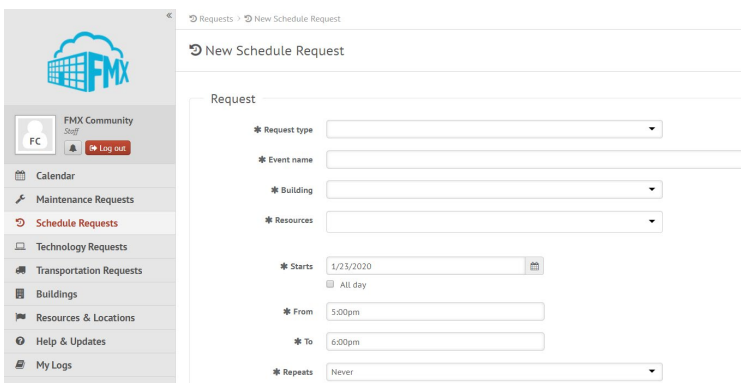 «
Requests > New Schedule Request
FMX
New Schedule Request
FC
FMX Community
Staff
Log out
Calendar
Maintenance Requests
Schedule Requests
Technology Requests
Transportation Requests
Buildings
Resources & Locations
Help & Updates
My Logs
Request
✱ Request type
✱ Event name
✱ Building
✱ Resources
✱ Starts 1/23/2020
All day
✱ From 5:00pm
✱ To 6:00pm
✱ Repeats Never